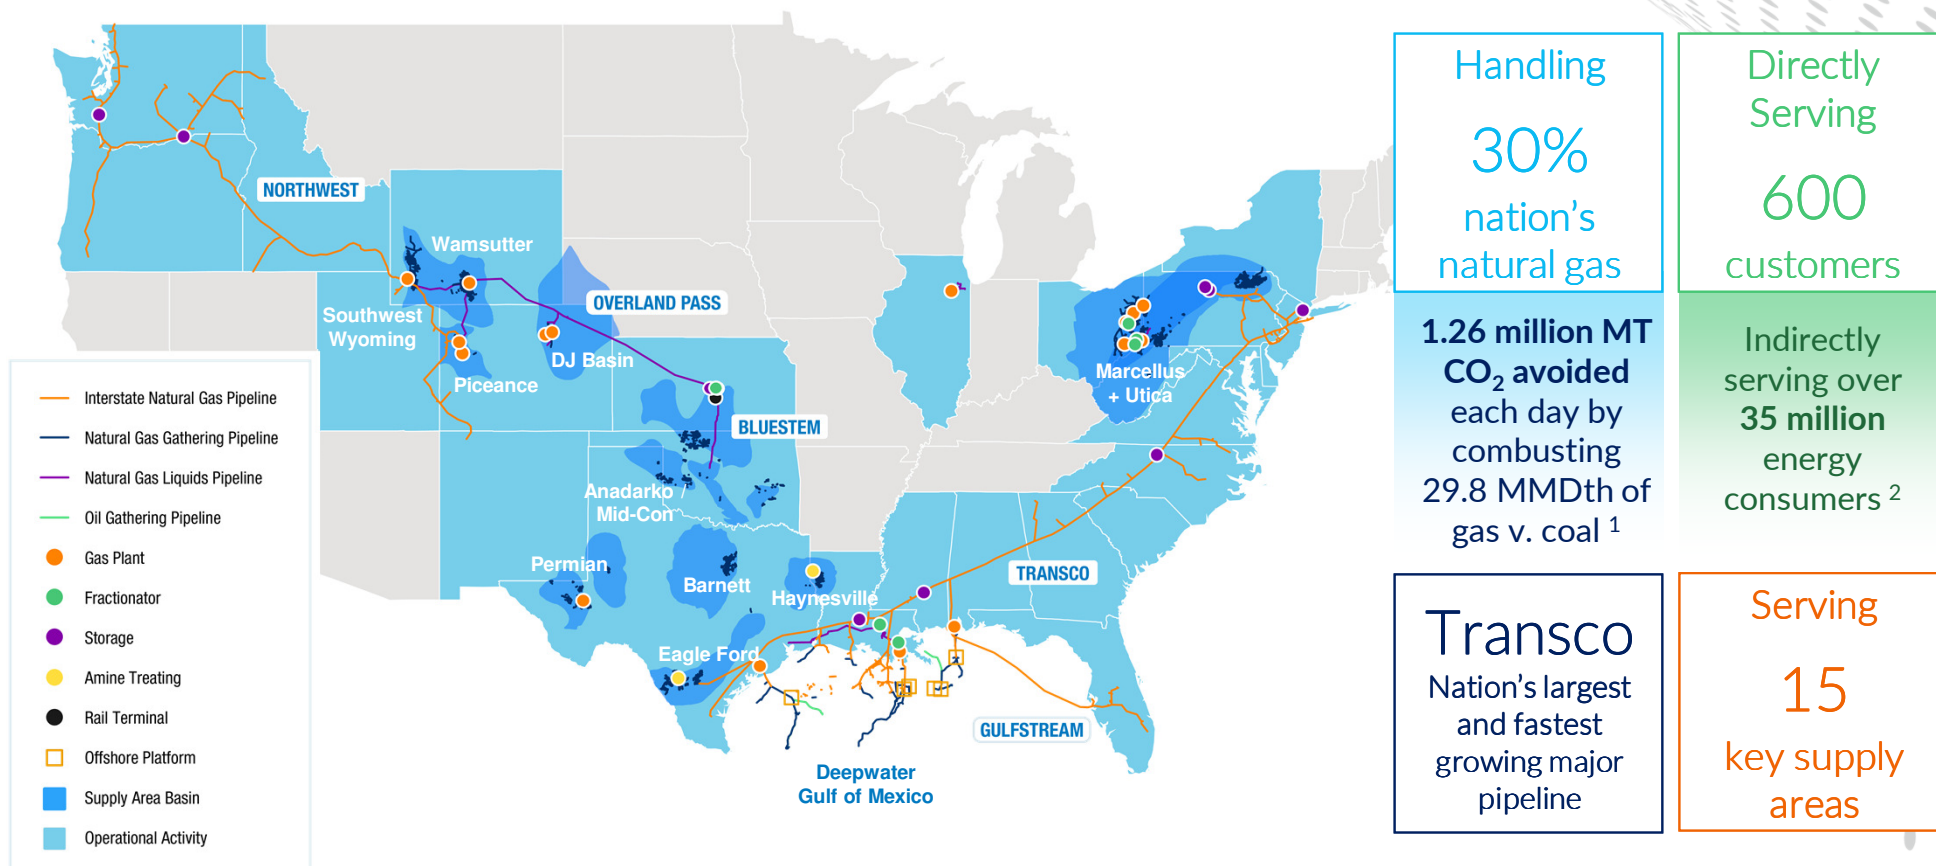 NORTHWEST
Wamsutter
OVERLAND PASS
Southwest
Wyoming
DJ Basin
Piceance
Marcellus
+ Utica
BLUESTEM
Anadarko /
Mid-Con
Permian
Barnett
Haynesville
TRANSCO
Eagle Ford
GULFSTREAM
Deepwater
Gulf of Mexico
Interstate Natural Gas Pipeline
Natural Gas Gathering Pipeline
Natural Gas Liquids Pipeline
Oil Gathering Pipeline
Gas Plant
Fractionator
Storage
Amine Treating
Rail Terminal
Offshore Platform
Supply Area Basin
Operational Activity
Handling
30%
nation’s
natural gas
1.26 million MT
CO₂ avoided
each day by
combusting
29.8 MMDth of
gas v. coal ¹
Directly
Serving
600
customers
Indirectly
serving over
35 million
energy
consumers ²
Transco
Nation’s largest
and fastest
growing major
pipeline
Serving
15
key supply
areas